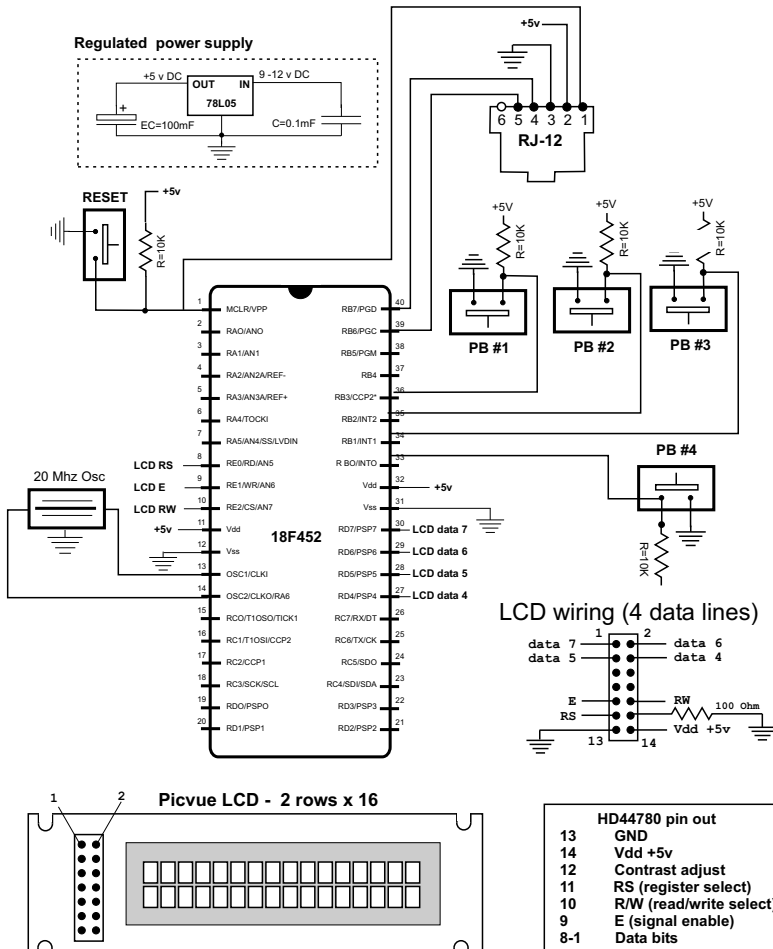 Regulated power supply
+5 v DC
OUT IN
9 -12 v DC
78L05
+
EC=100mF
C=0.1mF
+5v
6 5 4 3 2 1
RJ-12
RESET
+5v
R=10K
+5V
R=10K
PB #1
+5V
R=10K
PB #2
+5V
R=10K
PB #3
18F452
1 MCLR/VPP
2 RAO/ANO
3 RA1/AN1
4 RA2/AN2A/REF-
5 RA3/AN3A/REF+
6 RA4/TOCKI
7 RA5/AN4/SS/LVDIN
LCD RS 8 RE0/RD/AN5
LCD E 9 RE1/WR/AN6
LCD RW 10 RE2/CS/AN7
+5v 11 Vdd
12 Vss
13 OSC1/CLKI
14 OSC2/CLKO/RA6
15 RCO/T1OSO/TICK1
16 RC1/T1OSI/CCP2
17 RC2/CCP1
18 RC3/SCK/SCL
19 RDO/PSPO
20 RD1/PSP1
RB7/PGD 40
RB6/PGC 39
RB5/PGM 38
RB4 37
RB3/CCP2* 36
RB2/INT2 35
RB1/INT1 34
R BO/INTO 33
Vdd 32 +5v
Vss 31
RD7/PSP7 30 LCD data 7
RD6/PSP6 29 LCD data 6
RD5/PSP5 28 LCD data 5
RD4/PSP4 27 LCD data 4
RC7/RX/DT 26
RC6/TX/CK 25
RC5/SDO 24
RC4/SDI/SDA 23
RD3/PSP3 22
RD2/PSP2 21
20 Mhz Osc
PB #4
R=10K
LCD wiring (4 data lines)
1 2
data 7 data 6
data 5 data 4
E RW
RS 100 Ohm
Vdd +5v
13 14
1 2
Picvue LCD - 2 rows x 16
HD44780 pin out
13 GND
14 Vdd +5v
12 Contrast adjust
11 RS (register select)
10 R/W (read/write select)
9 E (signal enable)
8-1 Data bits